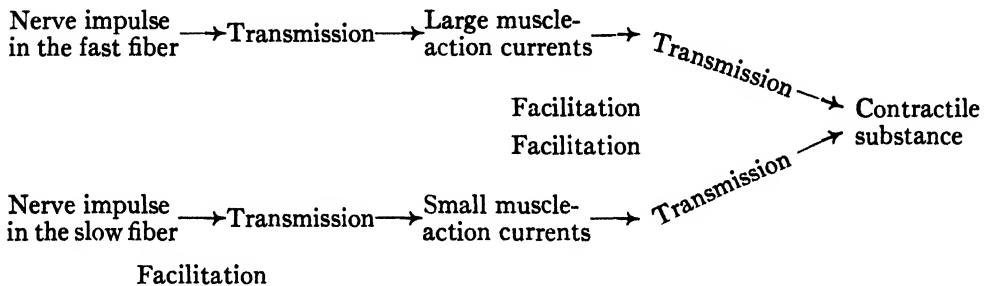 Nerve impulse
in the fast fiber
Transmission
Large muscle-
action currents
Transmission
Facilitation
Facilitation
Contractile
substance
Transmission
Nerve impulse
in the slow fiber
Transmission
Small muscle-
action currents
Facilitation